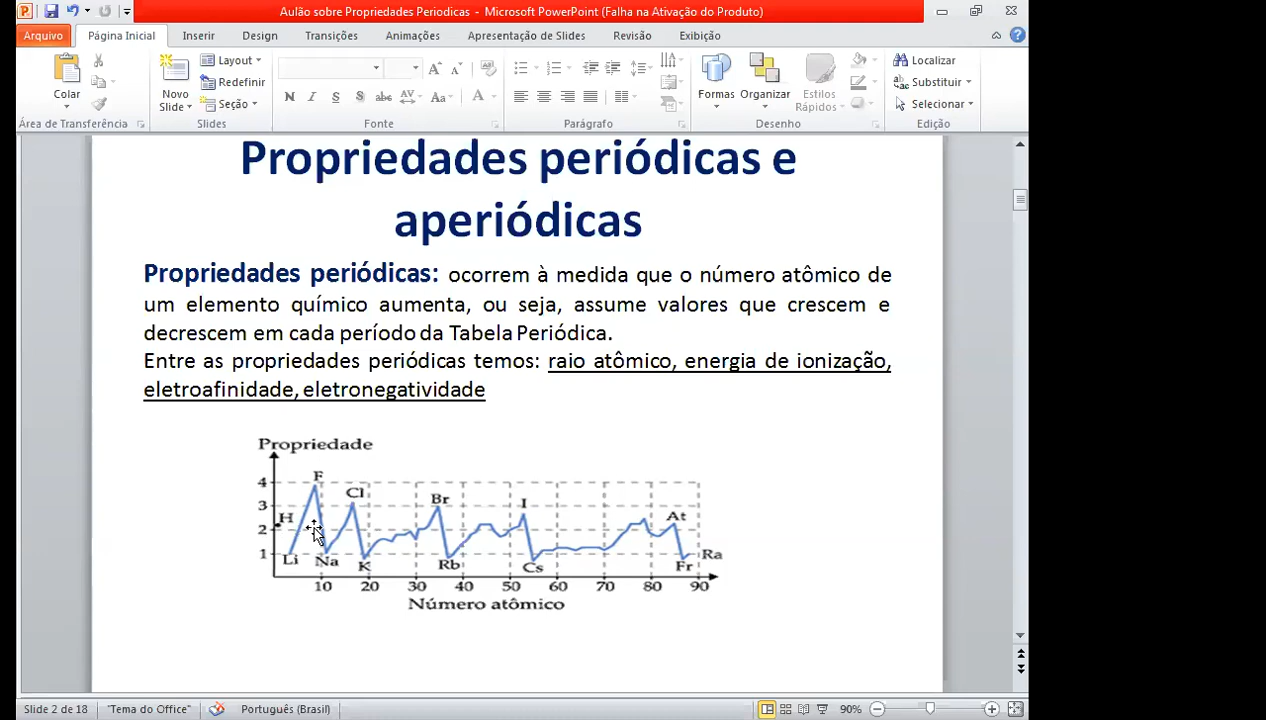 Aulão sobre Propriedades Periodicas - Microsoft PowerPoint (Falha na Ativação do Produto)
Arquivo Página Inicial Inserir Design Transições Animações Apresentação de Slides Revisão Exibição
Colar
Novo Slide
Layout
Redefinir
Seção
N I S S abc AV Aa A
Formas Organizar Estilos Rápidos
Localizar
Substituir
Selecionar
Área de Transferência Slides Fonte Parágrafo Desenho Edição
Propriedades periódicas e
aperiódicas
Propriedades periódicas: ocorrem à medida que o número atômico de
um elemento químico aumenta, ou seja, assume valores que crescem e
decrescem em cada período da Tabela Periódica.
Entre as propriedades periódicas temos: raio atômico, energia de ionização,
eletroafinidade, eletronegatividade
Propriedade
4 F
3 Cl Br I
H At
2
1 Li Na K Rb Cs Fr Ra
10 20 30 40 50 60 70 80 90
Número atômico
Slide 2 de 18 "Tema do Office" Português (Brasil) 90%